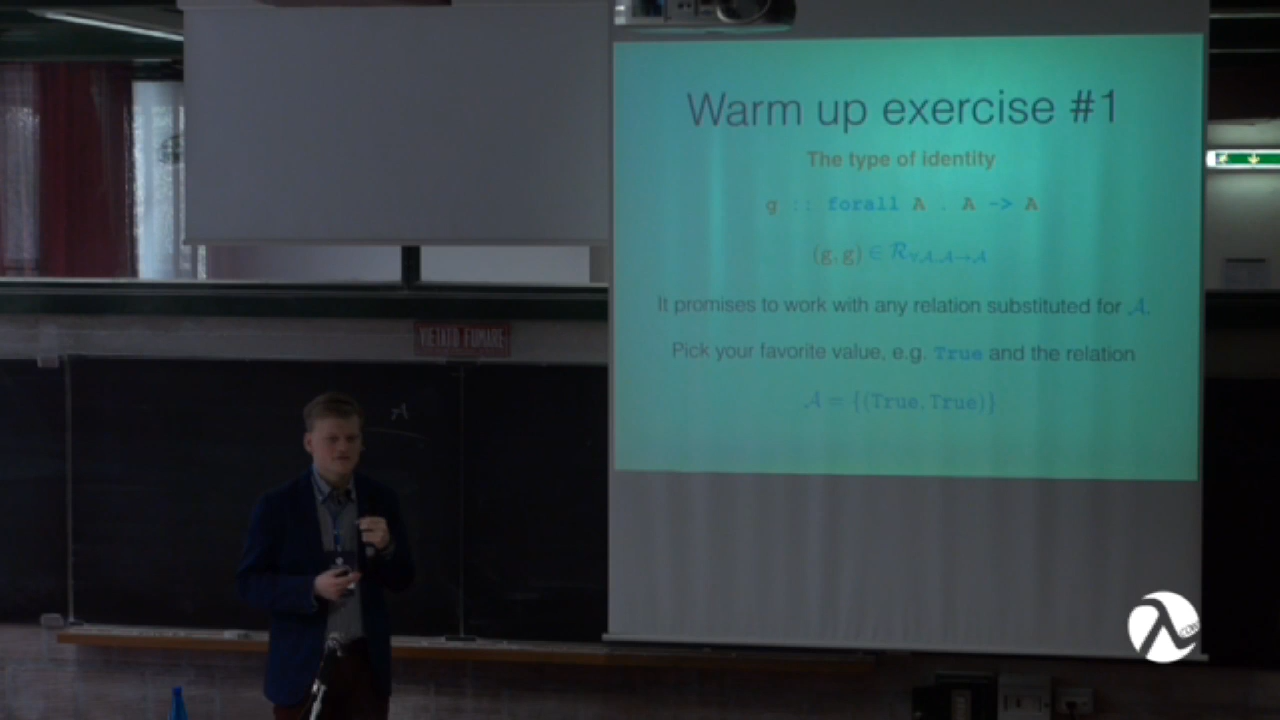 Warm up exercise #1
The type of identity
g :: forall A . A -> A
(g, g) ∈ R∀A.A→A
It promises to work with any relation substituted for A.
Pick your favorite value, e.g. True and the relation
A = {(True, True)}
VIETATO FUMARE
A
λ CON